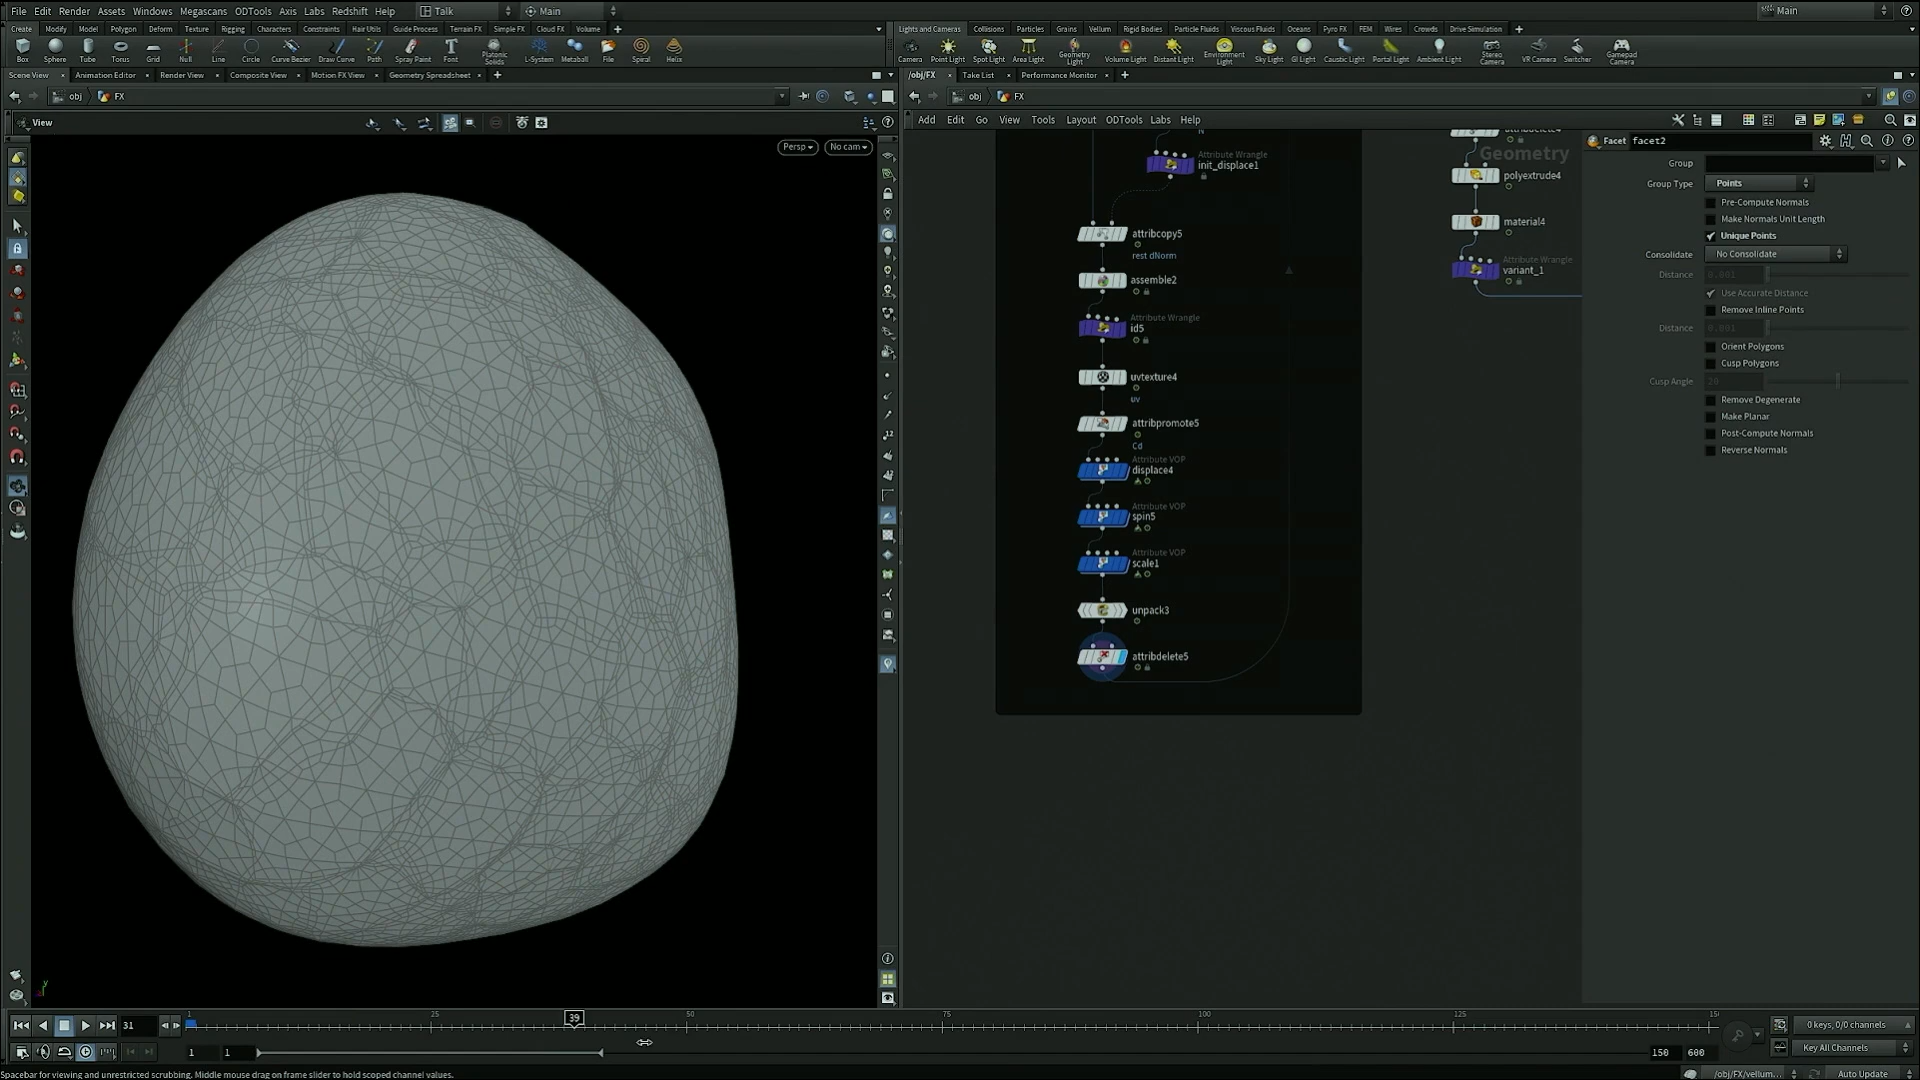 File Edit Render Assets Windows Megascans ODTools Axis Labs Redshift Help Talk Main Main
Create Modify Model Polygon Deform Texture Rigging Characters Constraints Hair Utils Guide Process Terrain FX Simple FX Cloud FX Volume
Lights and Cameras Collisions Particles Grains Vellum Rigid Bodies Particle Fluids Viscous Fluids Oceans Pyro FX FEM Wires Crowds Drive Simulation
Box Sphere Tube Torus Grid Null Line Circle Curve Bezier Draw Curve Path Spray Paint Font Platonic Solids L-System Metaball File Spiral Helix
Camera Point Light Spot Light Area Light Geometry Light Volume Light Distant Light Environment Light Sky Light GI Light Caustic Light Portal Light Ambient Light Stereo Camera VR Camera Switcher Gamepad Camera
Scene View Animation Editor Render View Composite View Motion FX View Geometry Spreadsheet
/obj/FX Take List Performance Monitor
obj FX
obj FX
View
Add Edit Go View Tools Layout ODTools Labs Help
Persp No cam
N
Attribute Wrangle
init_displace1
attribcopy5
rest dNorm
assemble2
Attribute Wrangle
id5
uvtexture4
uv
attribpromote5
Cd
Attribute VOP
displace4
Attribute VOP
spin5
Attribute VOP
scale1
unpack3
attribdelete5
Geometry
polyextrude4
material4
Attribute Wrangle
variant_1
Facet facet2
Group
Group Type Points
Pre-Compute Normals
Make Normals Unit Length
Unique Points
Consolidate No Consolidate
Distance 0.001
Use Accurate Distance
Remove Inline Points
Distance 0.001
Orient Polygons
Cusp Polygons
Cusp Angle 20
Remove Degenerate
Make Planar
Post-Compute Normals
Reverse Normals
y
31 1 25 39 50 75 100 125 15
0 keys, 0/0 channels
1 1 150 600 Key All Channels
Spacebar for viewing and unrestricted scrubbing. Middle mouse drag on frame slider to hold scoped channel values.
/obj/FX/vellum... Auto Update